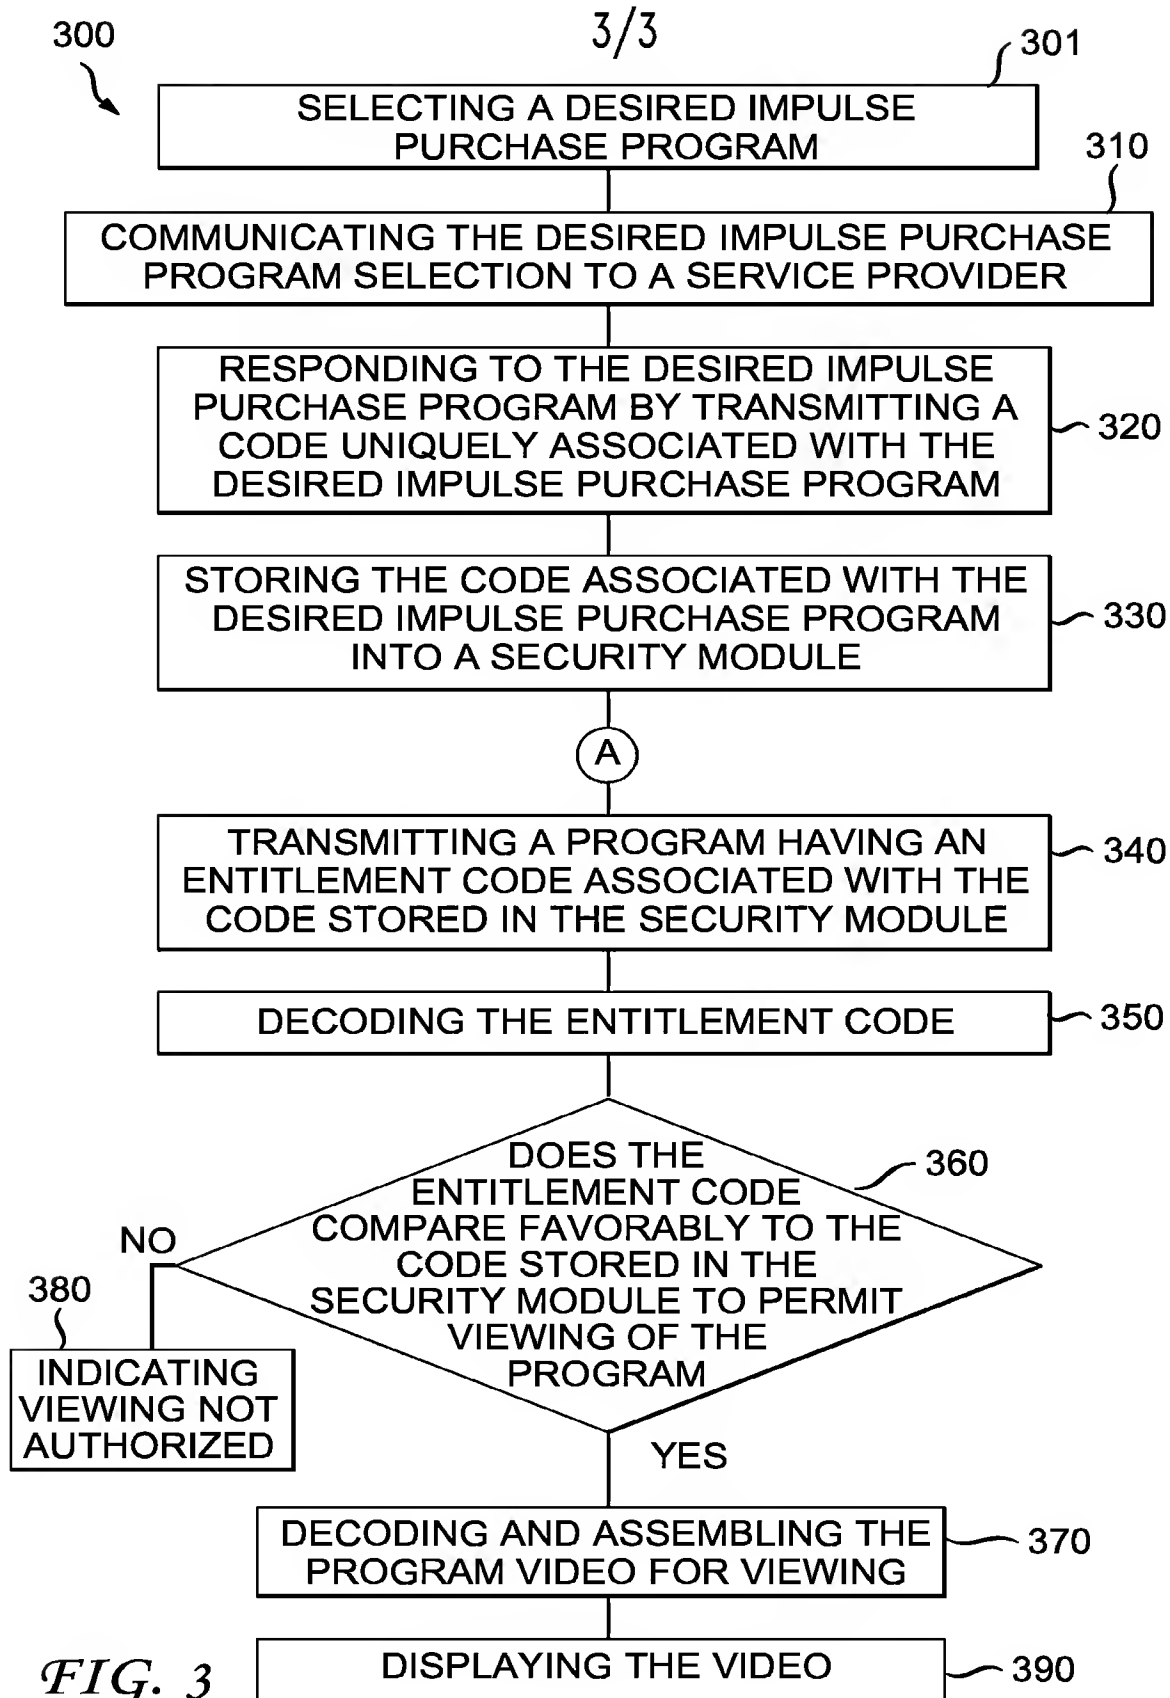 3/3
300
301
SELECTING A DESIRED IMPULSE
PURCHASE PROGRAM
310
COMMUNICATING THE DESIRED IMPULSE PURCHASE
PROGRAM SELECTION TO A SERVICE PROVIDER
RESPONDING TO THE DESIRED IMPULSE
PURCHASE PROGRAM BY TRANSMITTING A
CODE UNIQUELY ASSOCIATED WITH THE
DESIRED IMPULSE PURCHASE PROGRAM
320
STORING THE CODE ASSOCIATED WITH THE
DESIRED IMPULSE PURCHASE PROGRAM
INTO A SECURITY MODULE
330
A
TRANSMITTING A PROGRAM HAVING AN
ENTITLEMENT CODE ASSOCIATED WITH THE
CODE STORED IN THE SECURITY MODULE
340
DECODING THE ENTITLEMENT CODE
350
DOES THE
ENTITLEMENT CODE
COMPARE FAVORABLY TO THE
CODE STORED IN THE
SECURITY MODULE TO PERMIT
VIEWING OF THE
PROGRAM
360
NO
380
INDICATING
VIEWING NOT
AUTHORIZED
YES
DECODING AND ASSEMBLING THE
PROGRAM VIDEO FOR VIEWING
370
DISPLAYING THE VIDEO
390
FIG. 3